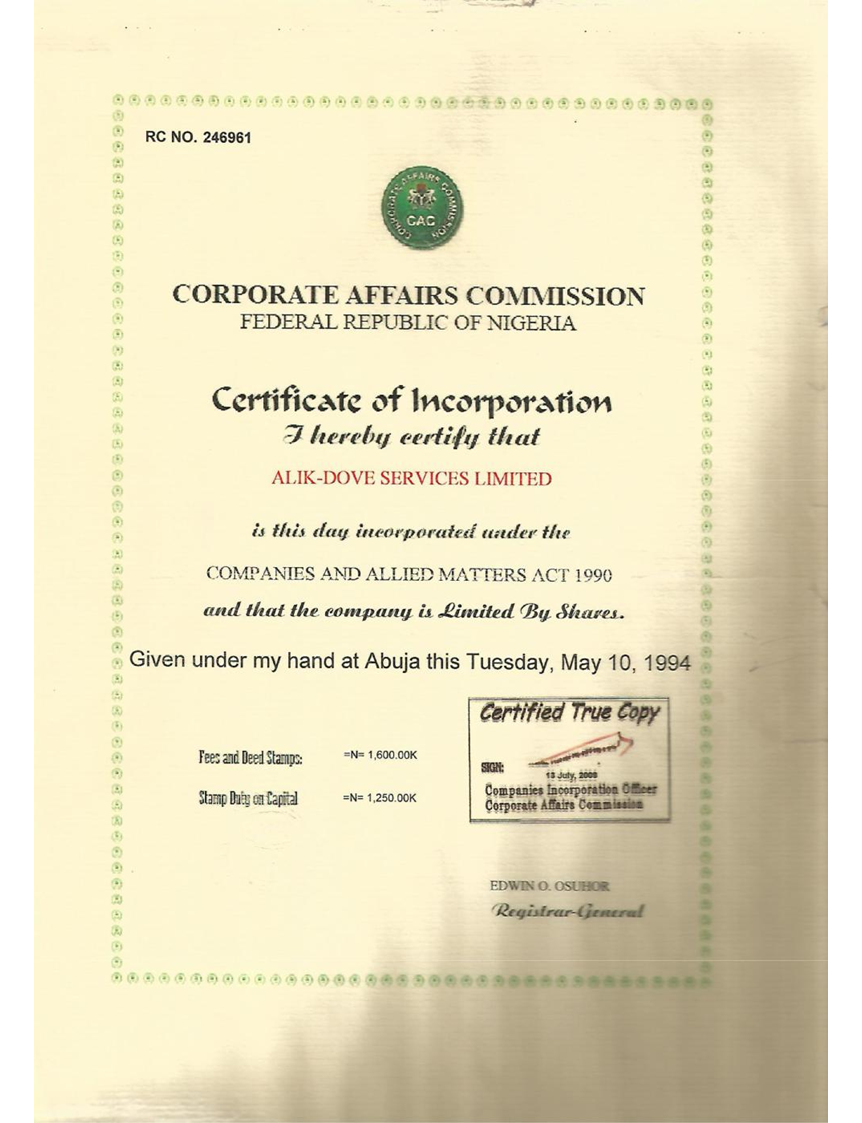 RC NO. 246961
CORPORATE AFFAIRS COMMISSION
CAC
CORPORATE AFFAIRS COMMISSION
FEDERAL REPUBLIC OF NIGERIA
Certificate of Incorporation
I hereby certify that
ALIK-DOVE SERVICES LIMITED
is this day incorporated under the
COMPANIES AND ALLIED MATTERS ACT 1990
and that the company is Limited By Shares.
Given under my hand at Abuja this Tuesday, May 10, 1994
Certified True Copy
SIGN:
July,
Companies Incorporation Officer
Corporate Affairs Commission
Fees and Deed Stamps: =N= 1,600.00K
Stamp Duty on Capital =N= 1,250.00K
EDWIN O. OSUHOR
Registrar-General